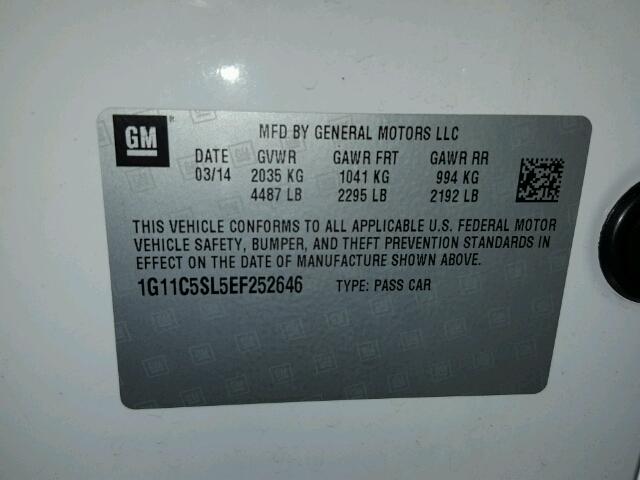 GM
MFD BY GENERAL MOTORS LLC
DATE GVWR GAWR FRT GAWR RR
03/14 2035 KG 1041 KG 994 KG
4487 LB 2295 LB 2192 LB
THIS VEHICLE CONFORMS TO ALL APPLICABLE U.S. FEDERAL MOTOR
VEHICLE SAFETY, BUMPER, AND THEFT PREVENTION STANDARDS IN
EFFECT ON THE DATE OF MANUFACTURE SHOWN ABOVE.
1G11C5SL5EF252646 TYPE: PASS CAR